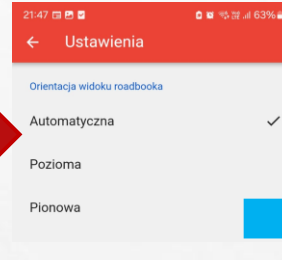 21:47 63%
← Ustawienia
Orientacja widoku roadbooka
Automatyczna ✓
Pozioma
Pionowa